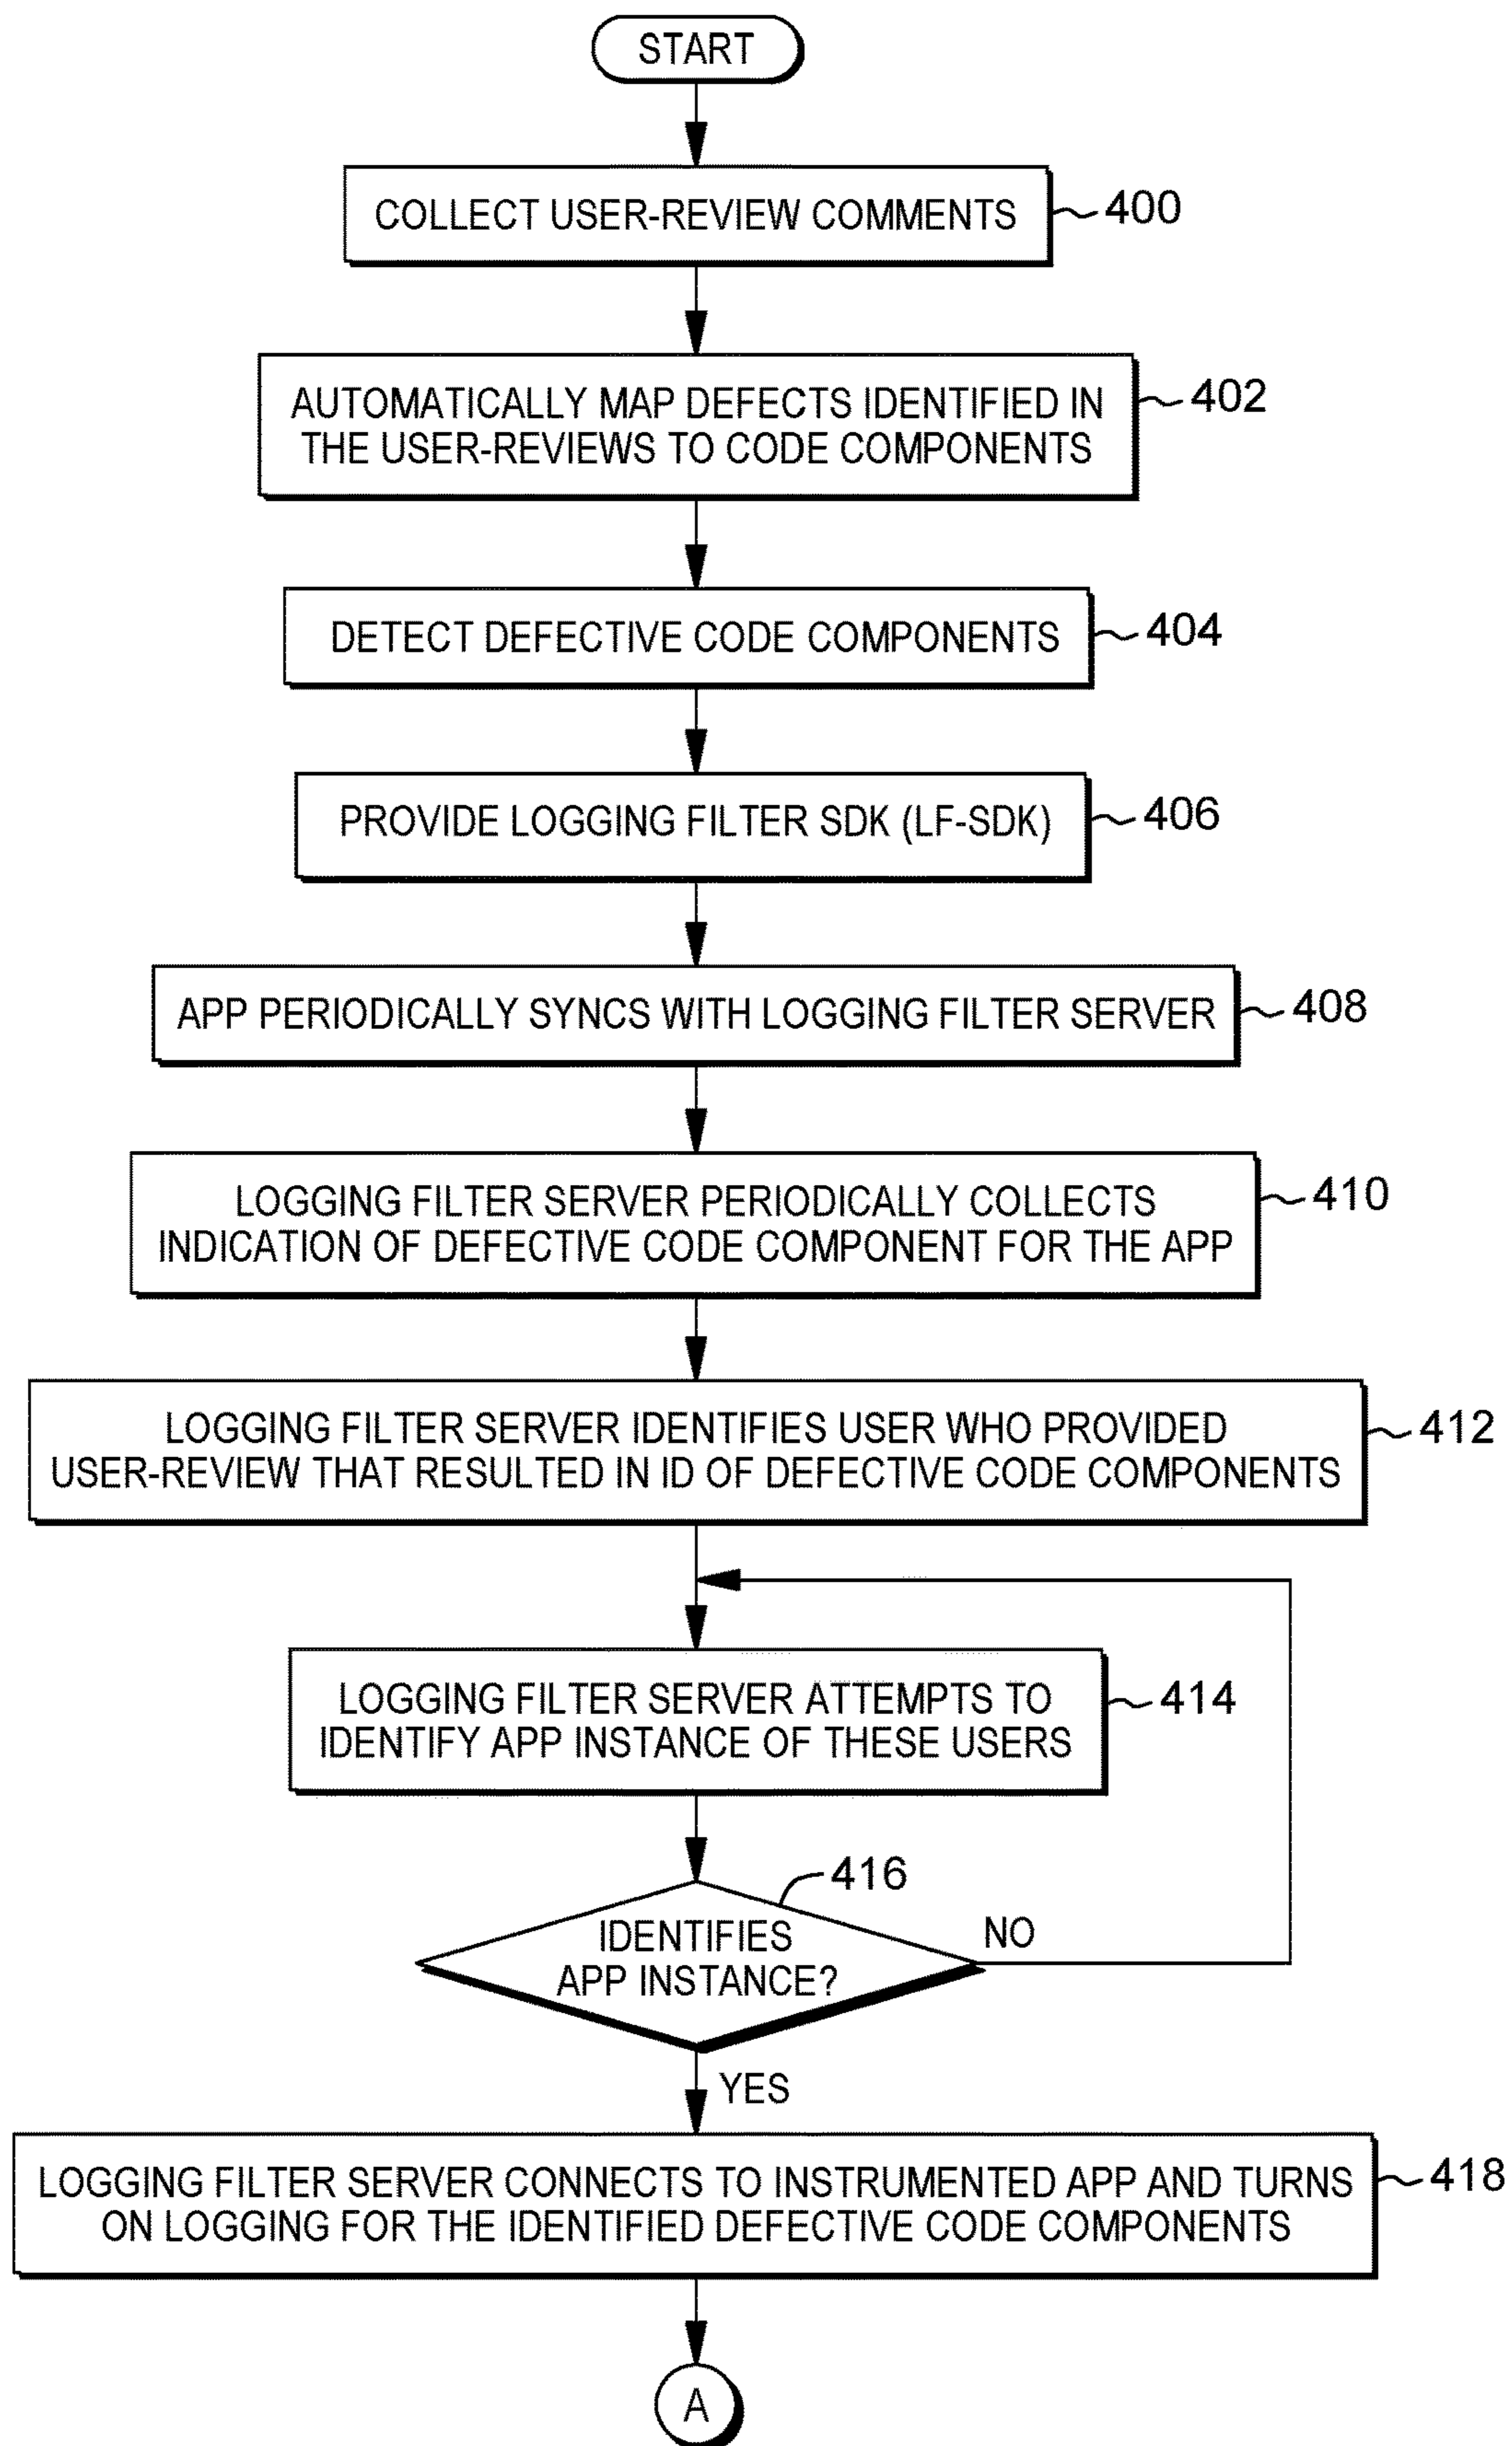 START
COLLECT USER-REVIEW COMMENTS
400
AUTOMATICALLY MAP DEFECTS IDENTIFIED IN
THE USER-REVIEWS TO CODE COMPONENTS
402
DETECT DEFECTIVE CODE COMPONENTS
404
PROVIDE LOGGING FILTER SDK (LF-SDK)
406
APP PERIODICALLY SYNCS WITH LOGGING FILTER SERVER
408
LOGGING FILTER SERVER PERIODICALLY COLLECTS
INDICATION OF DEFECTIVE CODE COMPONENT FOR THE APP
410
LOGGING FILTER SERVER IDENTIFIES USER WHO PROVIDED
USER-REVIEW THAT RESULTED IN ID OF DEFECTIVE CODE COMPONENTS
412
LOGGING FILTER SERVER ATTEMPTS TO
IDENTIFY APP INSTANCE OF THESE USERS
414
416
IDENTIFIES
APP INSTANCE?
NO
YES
LOGGING FILTER SERVER CONNECTS TO INSTRUMENTED APP AND TURNS
ON LOGGING FOR THE IDENTIFIED DEFECTIVE CODE COMPONENTS
418
A